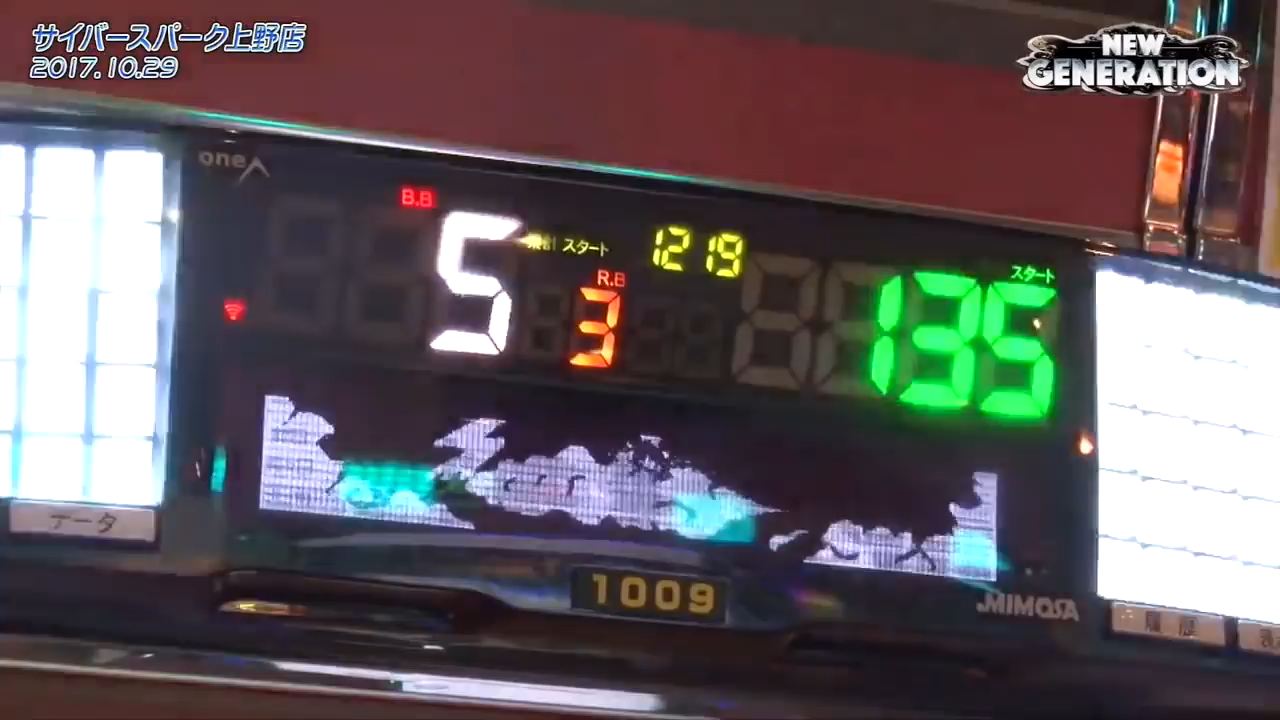 サイバースパーク上野店
2017.10.29
NEW
GENERATION
oneA
B.B
5
累計 スタート
1219
R.B
3
スタート
135
データ
1009
MIMOSA
履歴